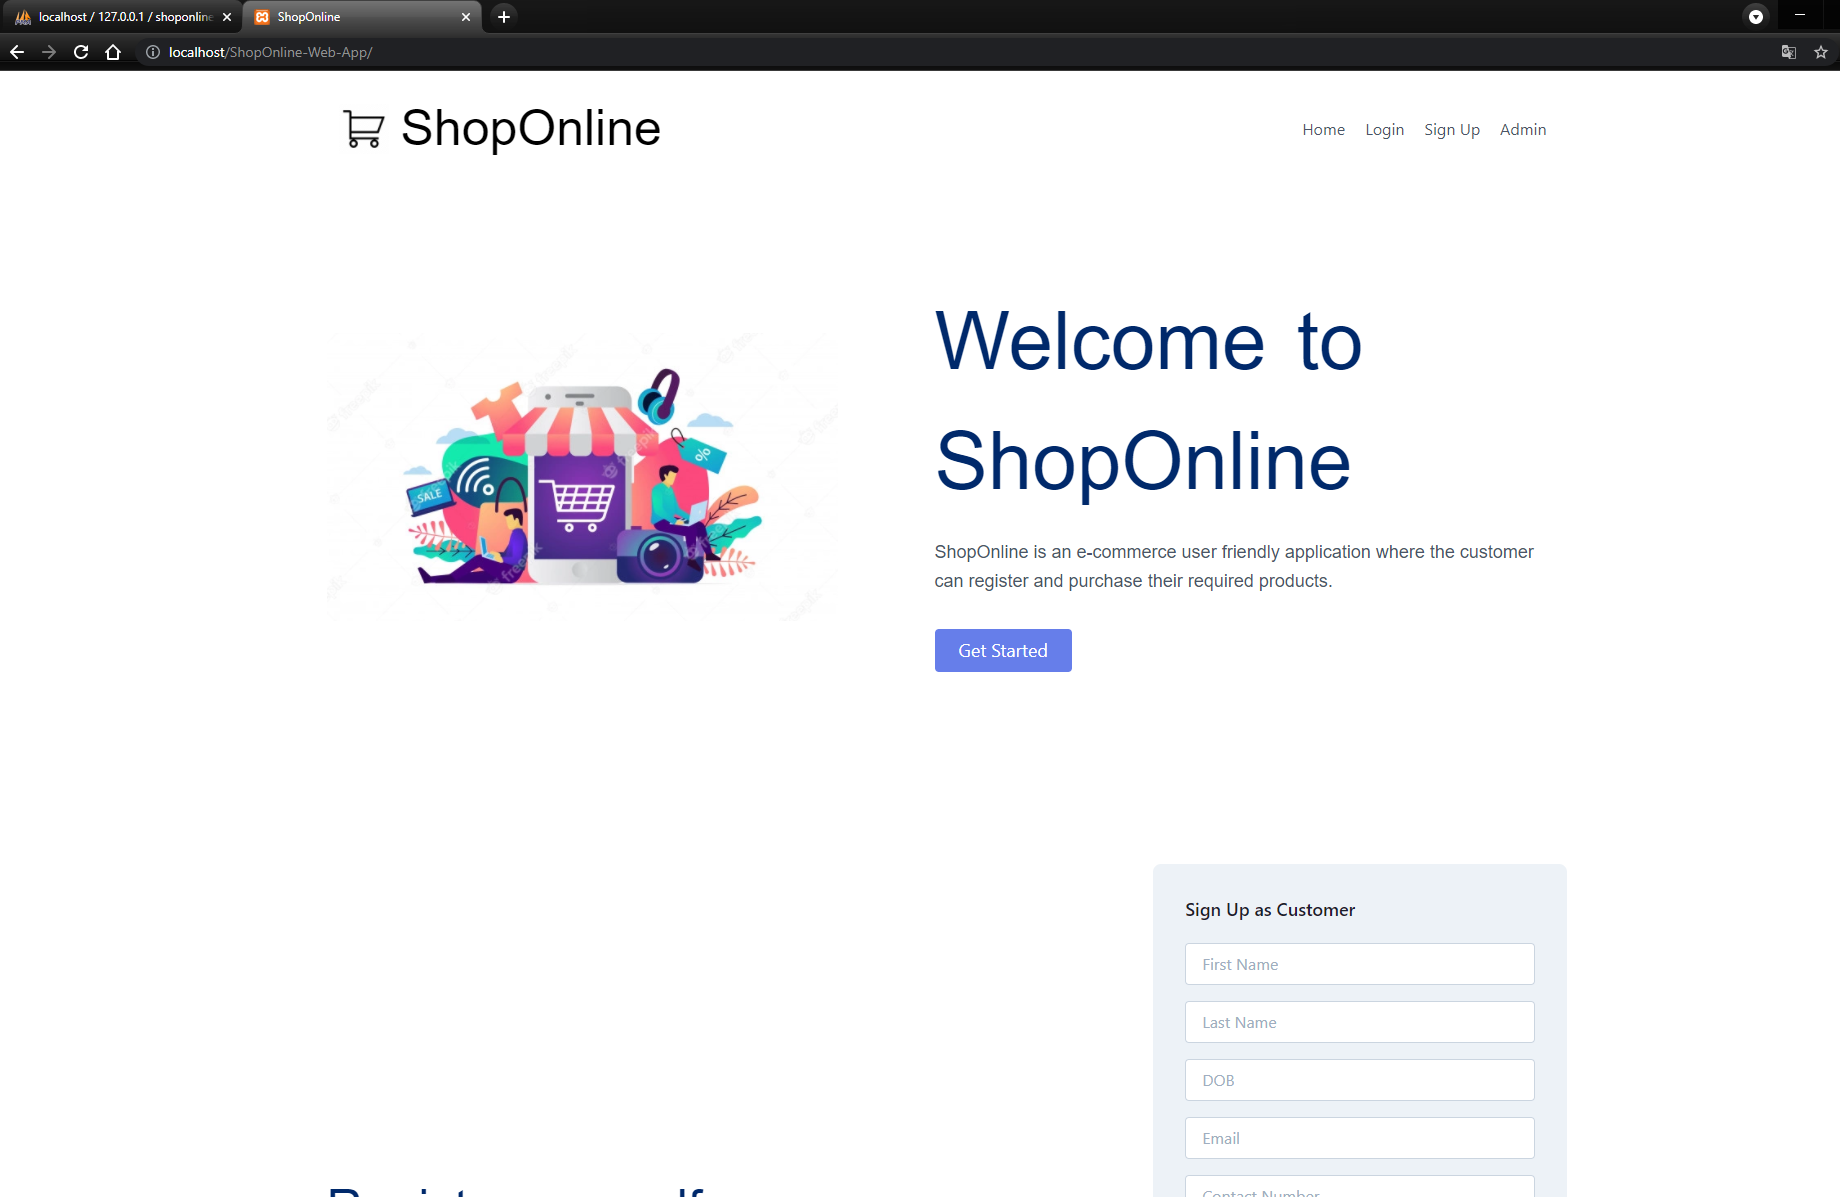 localhost / 127.0.0.1 / shoponline
ShopOnline
localhost/ShopOnline-Web-App/
ShopOnline
Home Login Sign Up Admin
SALE
%
Welcome to
ShopOnline
ShopOnline is an e-commerce user friendly application where the customer
can register and purchase their required products.
Get Started
Sign Up as Customer
First Name
Last Name
DOB
Email
Contact Number